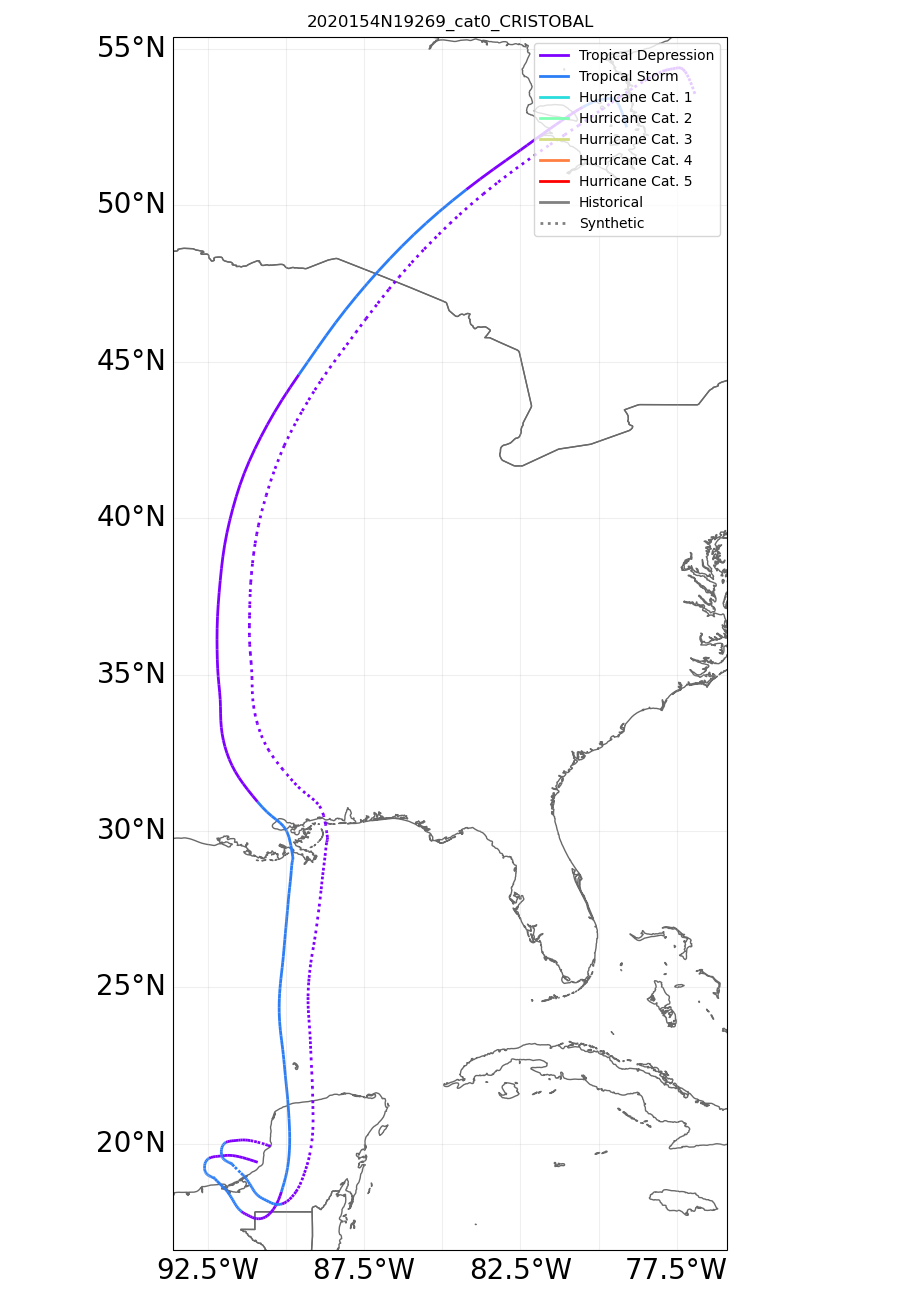 2020154N19269_cat0_CRISTOBAL
55°N
50°N
45°N
40°N
35°N
30°N
25°N
20°N
92.5°W 87.5°W 82.5°W 77.5°W
Tropical Depression
Tropical Storm
Hurricane Cat. 1
Hurricane Cat. 2
Hurricane Cat. 3
Hurricane Cat. 4
Hurricane Cat. 5
Historical
Synthetic